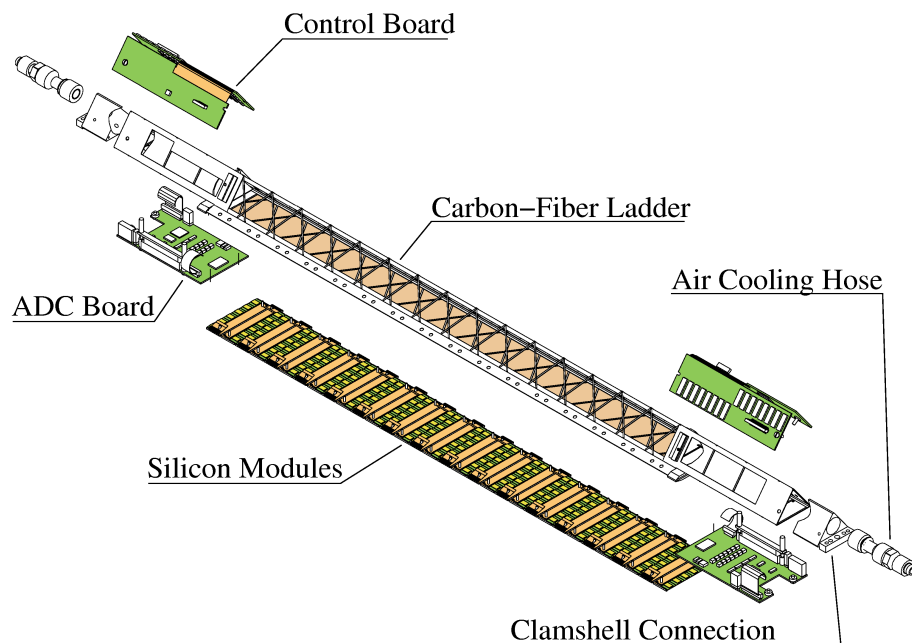 Control Board
Carbon−Fiber Ladder
Air Cooling Hose
ADC Board
Silicon Modules
Clamshell Connection